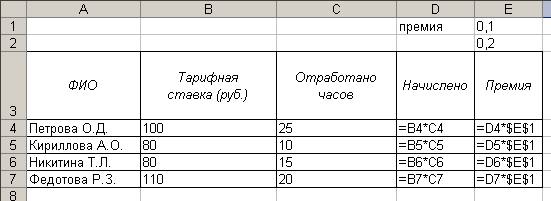 A B C D E
1 премия 0,1
2 0,2
3 ФИО Тарифная ставка (руб.) Отработано часов Начислено Премия
4 Петрова О.Д. 100 25 =B4*C4 =D4*$E$1
5 Кириллова А.О. 80 10 =B5*C5 =D5*$E$1
6 Никитина Т.Л. 80 15 =B6*C6 =D6*$E$1
7 Федотова Р.З. 110 20 =B7*C7 =D7*$E$1
8